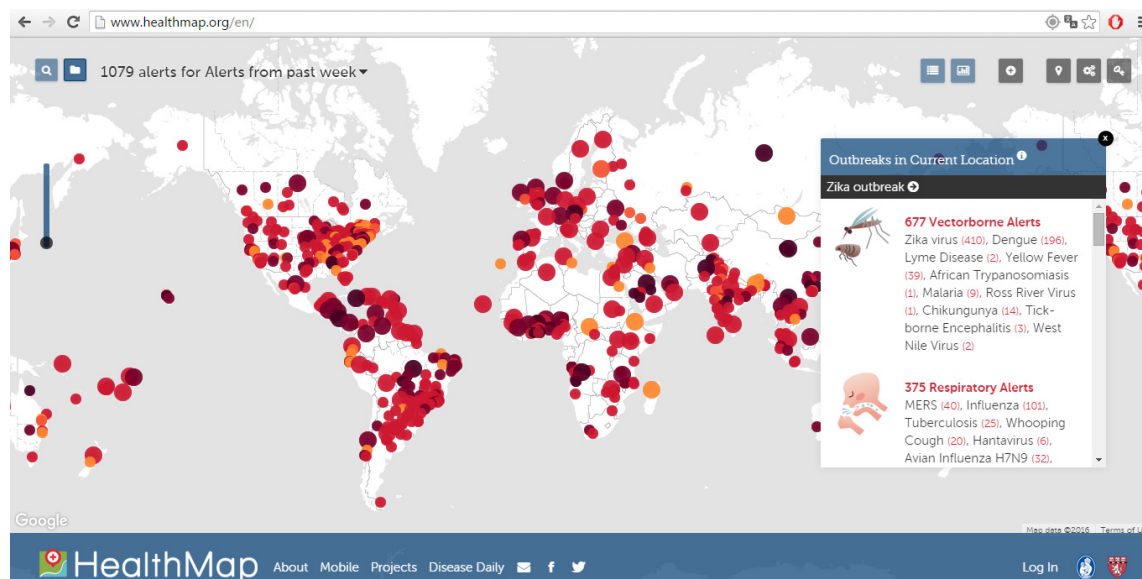 www.healthmap.org/en/
1079 alerts for Alerts from past week
Outbreaks in Current Location
Zika outbreak
677 Vectorborne Alerts
Zika virus (410), Dengue (196),
Lyme Disease (2), Yellow Fever
(39), African Trypanosomiasis
(1), Malaria (9), Ross River Virus
(1), Chikungunya (14), Tick-
borne Encephalitis (3), West
Nile Virus (2)
375 Respiratory Alerts
MERS (40), Influenza (101),
Tuberculosis (25), Whooping
Cough (20), Hantavirus (6),
Avian Influenza H7N9 (32),
Google
Map data ©2016 Terms of U
HealthMap About Mobile Projects Disease Daily Log In